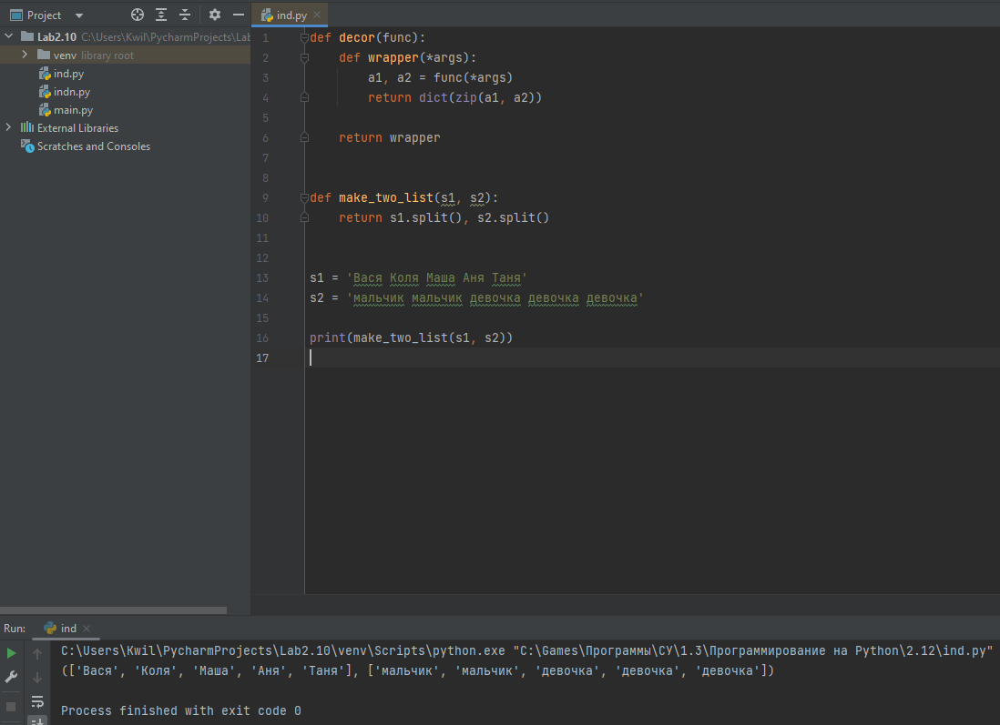 Project
ind.py
Lab2.10 C:\Users\Kwil\PycharmProjects\Lab
venv library root
ind.py
indn.py
main.py
External Libraries
Scratches and Consoles
1 def decor(func):
2 def wrapper(*args):
3 a1, a2 = func(*args)
4 return dict(zip(a1, a2))
5
6 return wrapper
7
8
9 def make_two_list(s1, s2):
10 return s1.split(), s2.split()
11
12
13 s1 = 'Вася Коля Маша Аня Таня'
14 s2 = 'мальчик мальчик девочка девочка девочка'
15
16 print(make_two_list(s1, s2))
17
Run: ind
C:\Users\Kwil\PycharmProjects\Lab2.10\venv\Scripts\python.exe "C:\Games\Программы\СУ\1.3\Программирование на Python\2.12\ind.py"
(['Вася', 'Коля', 'Маша', 'Аня', 'Таня'], ['мальчик', 'мальчик', 'девочка', 'девочка', 'девочка'])
Process finished with exit code 0